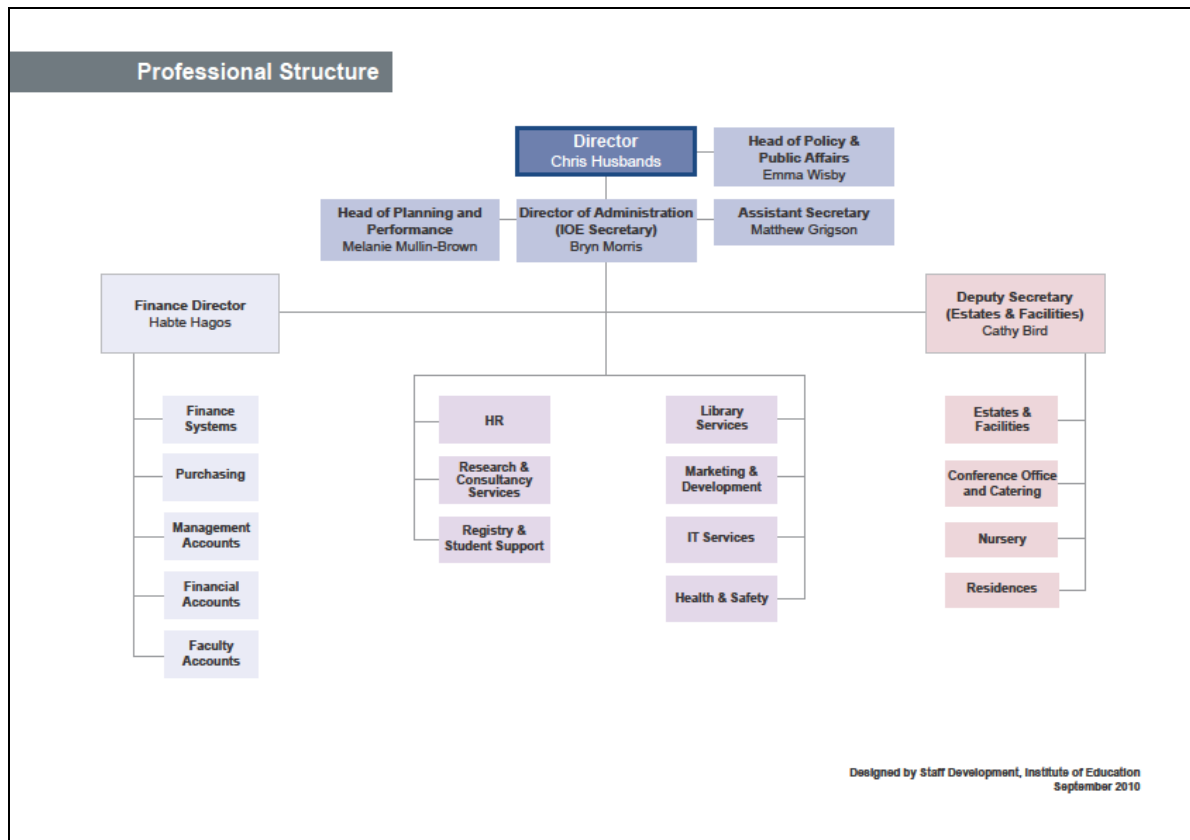 Professional Structure
Director
Chris Husbands
Head of Policy &
Public Affairs
Emma Wisby
Head of Planning and
Performance
Melanie Mullin-Brown
Director of Administration
(IOE Secretary)
Bryn Morris
Assistant Secretary
Matthew Grigson
Finance Director
Habte Hagos
Deputy Secretary
(Estates & Facilities)
Cathy Bird
Finance
Systems
Purchasing
Management
Accounts
Financial
Accounts
Faculty
Accounts
HR
Research &
Consultancy
Services
Registry &
Student Support
Library
Services
Marketing &
Development
IT Services
Health & Safety
Estates &
Facilities
Conference Office
and Catering
Nursery
Residences
Designed by Staff Development, Institute of Education
September 2010